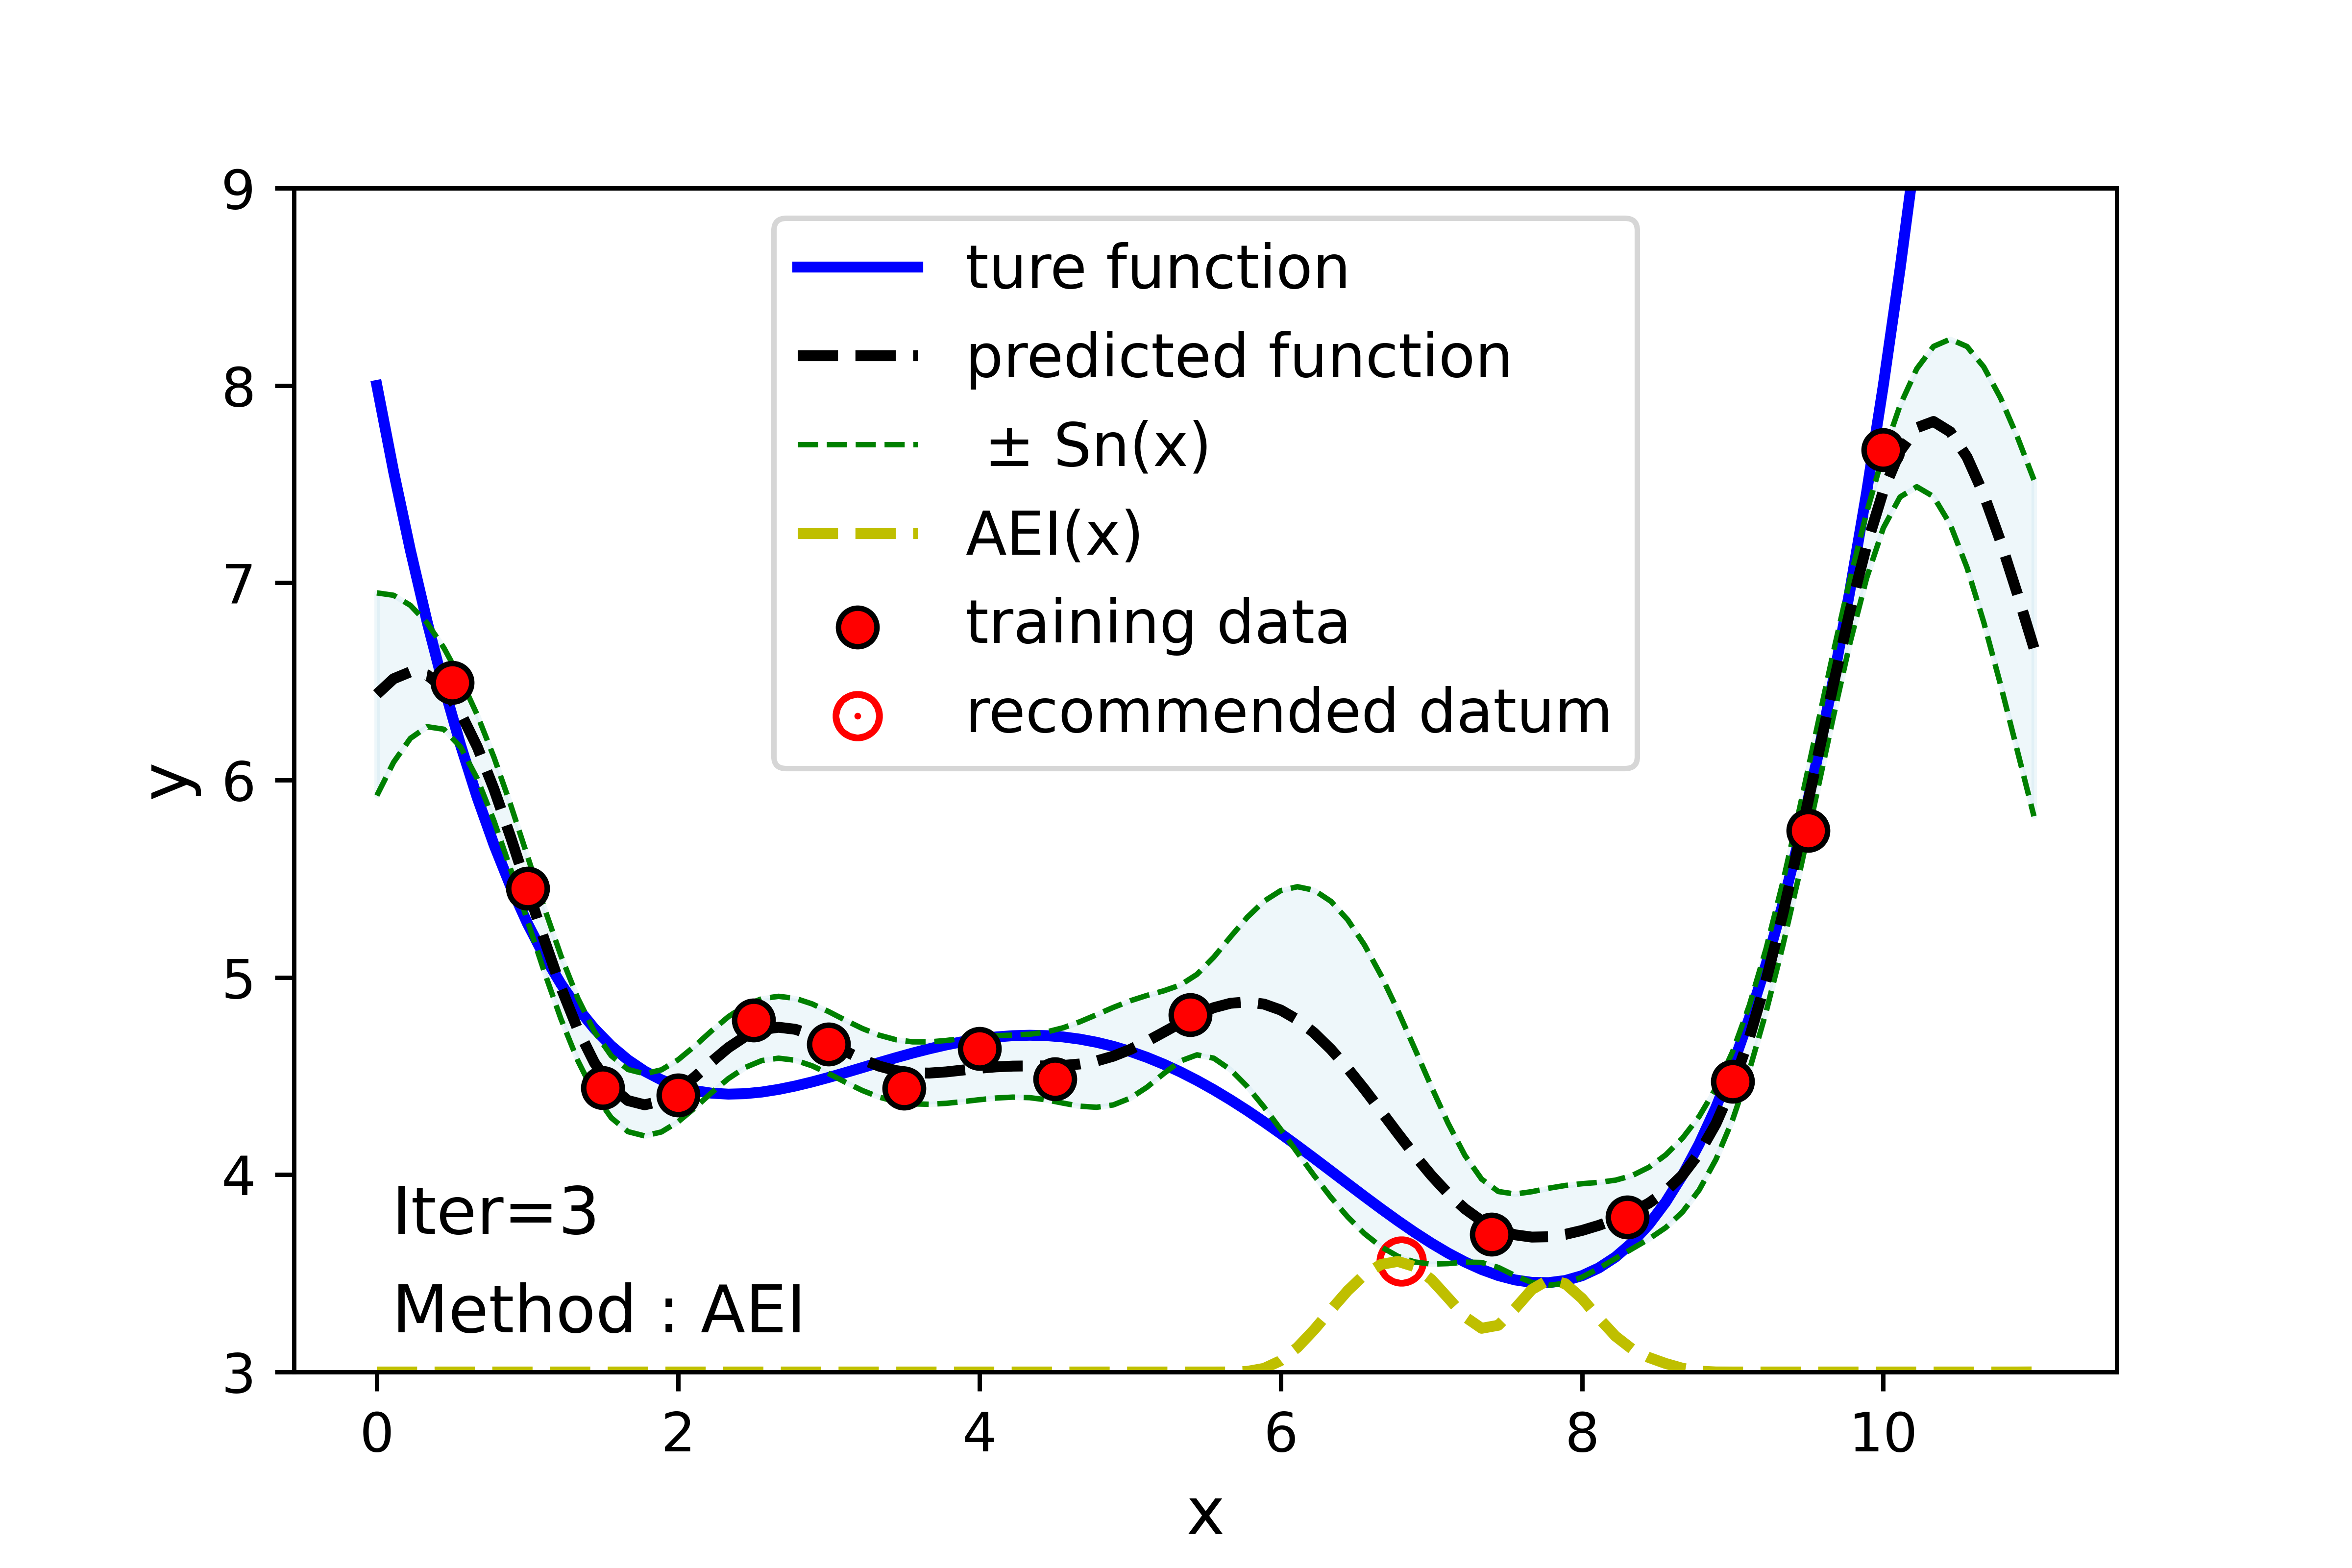 9
8
7
6
5
4
3
y
ture function
predicted function
± Sn(x)
AEI(x)
training data
recommended datum
Iter=3
Method : AEI
0 2 4 6 8 10
x